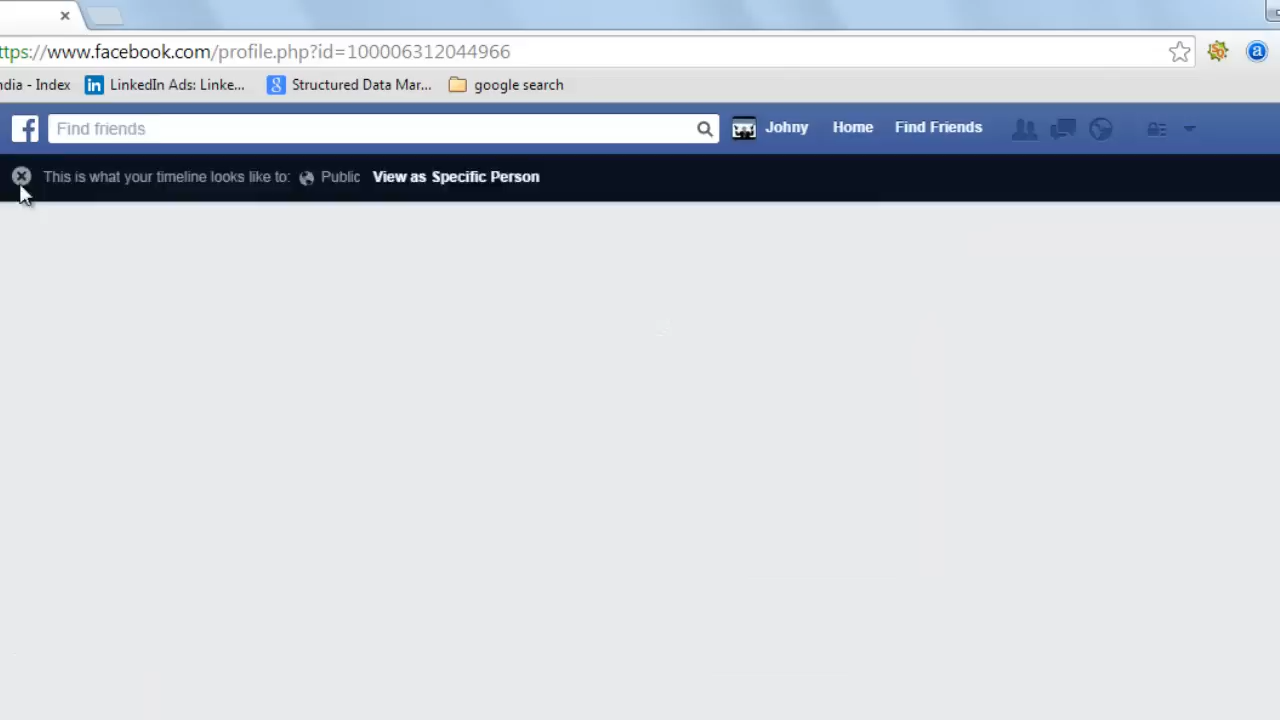 ttps://www.facebook.com/profile.php?id=100006312044966
ndia - Index in LinkedIn Ads: Linke... g Structured Data Mar... google search
f Find friends Johny Home Find Friends
This is what your timeline looks like to: Public View as Specific Person